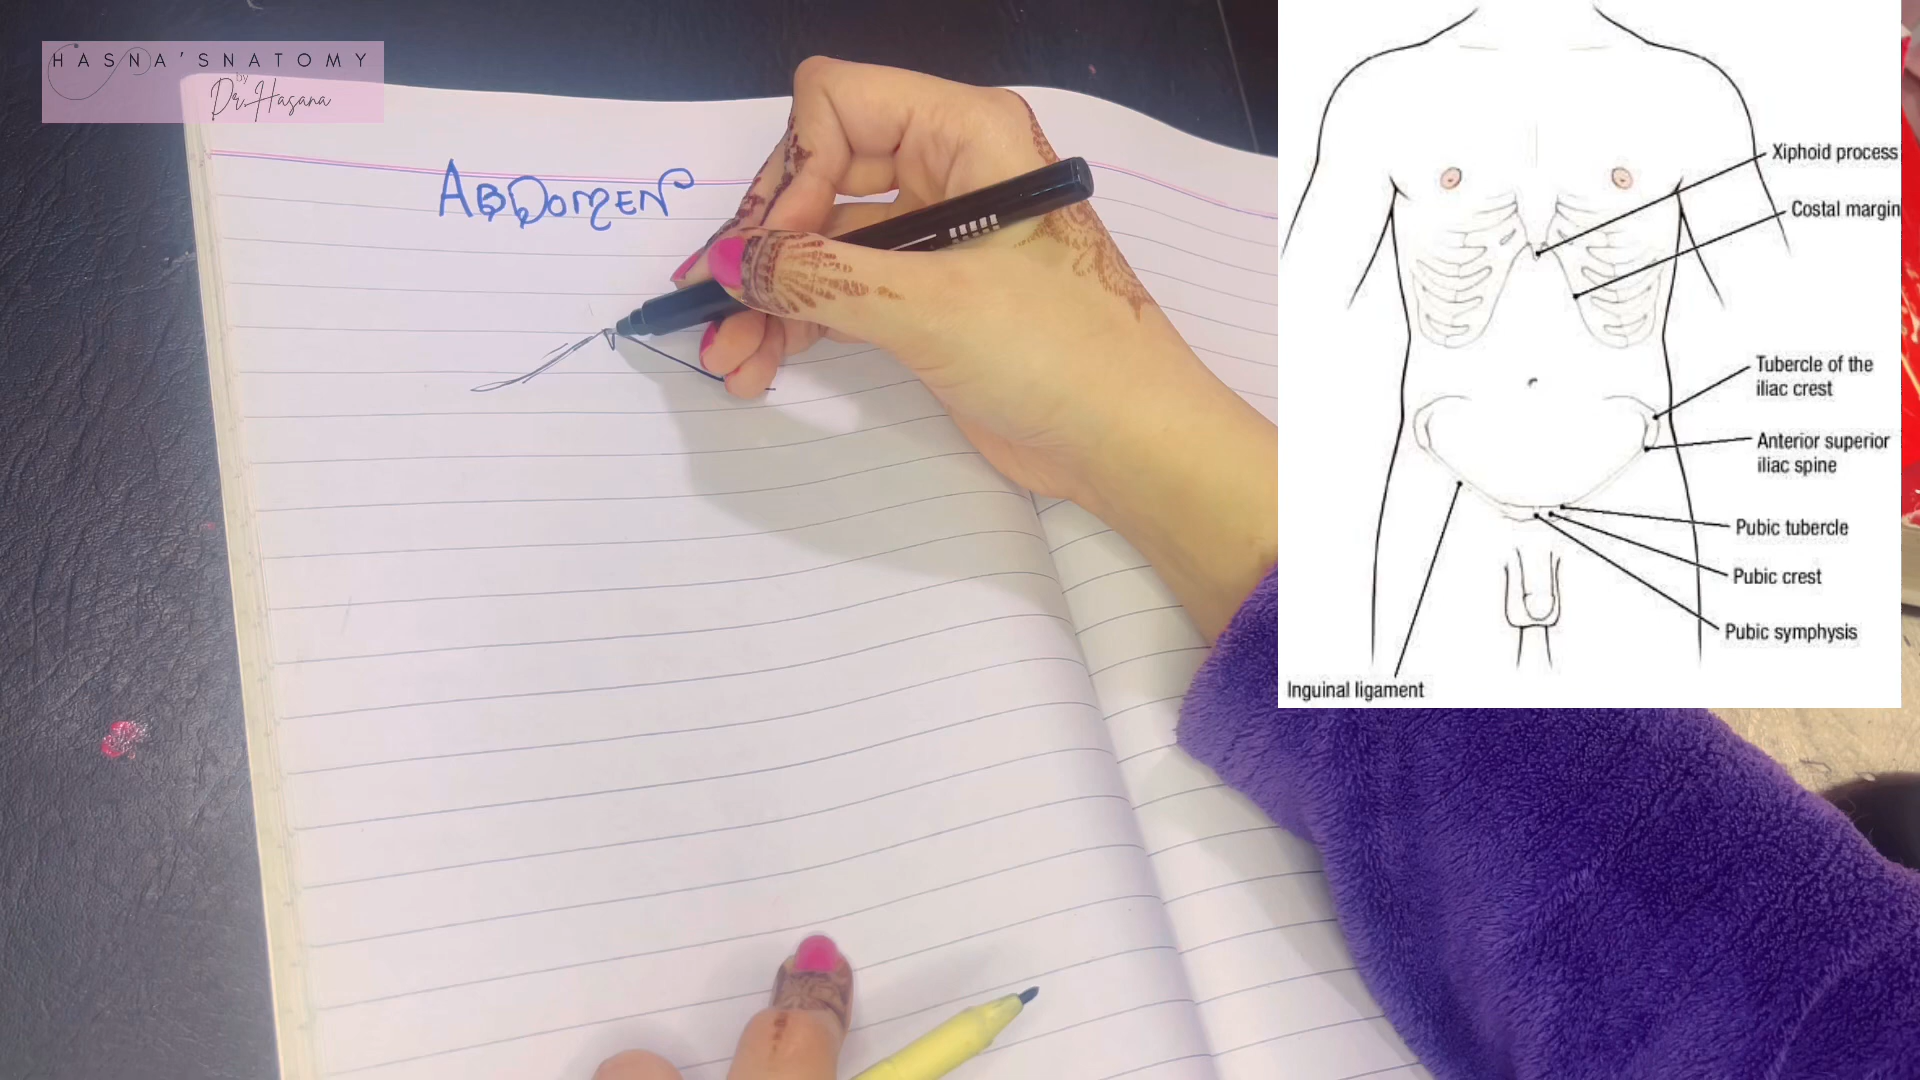 HASNA'SNATOMY
by
Dr.Hasana
ABDOMEN
Xiphoid process
Costal margin
Tubercle of the
iliac crest
Anterior superior
iliac spine
Pubic tubercle
Pubic crest
Pubic symphysis
Inguinal ligament